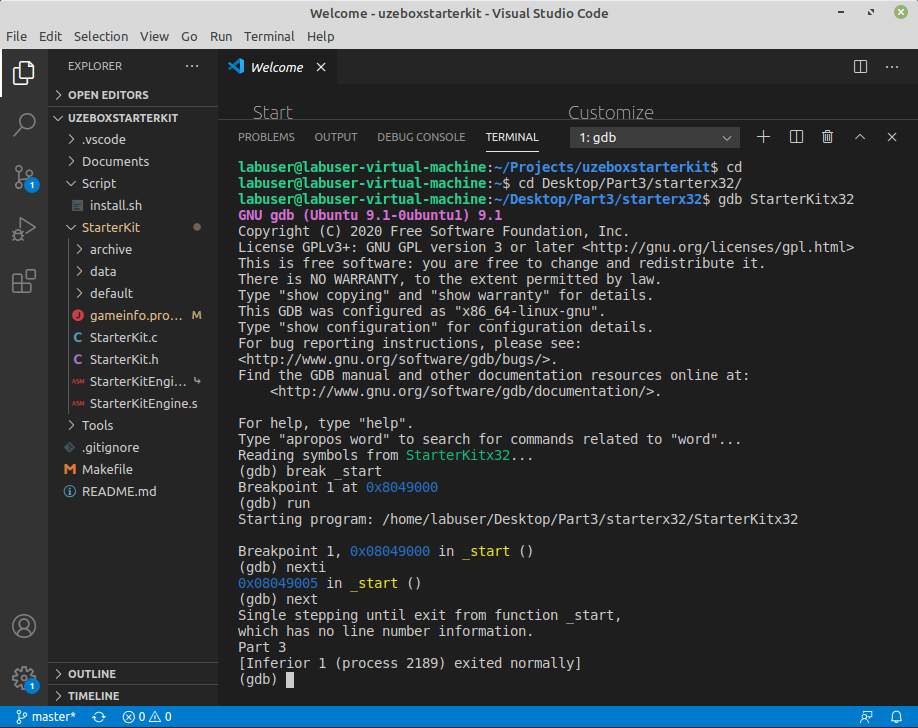 Welcome - uzeboxstarterkit - Visual Studio Code
File Edit Selection View Go Run Terminal Help
EXPLORER
OPEN EDITORS
UZEBOXSTARTERKIT
.vscode
Documents
Script
install.sh
StarterKit
archive
data
default
J gameinfo.pro... M
C StarterKit.c
C StarterKit.h
ASM StarterKitEngi...
ASM StarterKitEngine.s
Tools
.gitignore
M Makefile
README.md
OUTLINE
TIMELINE
1
1
Welcome
Start Customize
PROBLEMS OUTPUT DEBUG CONSOLE TERMINAL 1: gdb
labuser@labuser-virtual-machine:~/Projects/uzeboxstarterkit$ cd
labuser@labuser-virtual-machine:~$ cd Desktop/Part3/starterx32/
labuser@labuser-virtual-machine:~/Desktop/Part3/starterx32$ gdb StarterKitx32
GNU gdb (Ubuntu 9.1-0ubuntu1) 9.1
Copyright (C) 2020 Free Software Foundation, Inc.
License GPLv3+: GNU GPL version 3 or later <http://gnu.org/licenses/gpl.html>
This is free software: you are free to change and redistribute it.
There is NO WARRANTY, to the extent permitted by law.
Type "show copying" and "show warranty" for details.
This GDB was configured as "x86_64-linux-gnu".
Type "show configuration" for configuration details.
For bug reporting instructions, please see:
<http://www.gnu.org/software/gdb/bugs/>.
Find the GDB manual and other documentation resources online at:
<http://www.gnu.org/software/gdb/documentation/>.
For help, type "help".
Type "apropos word" to search for commands related to "word"...
Reading symbols from StarterKitx32...
(gdb) break _start
Breakpoint 1 at 0x8049000
(gdb) run
Starting program: /home/labuser/Desktop/Part3/starterx32/StarterKitx32
Breakpoint 1, 0x08049000 in _start ()
(gdb) nexti
0x08049005 in _start ()
(gdb) next
Single stepping until exit from function _start,
which has no line number information.
Part 3
[Inferior 1 (process 2189) exited normally]
(gdb)
master* 0 0